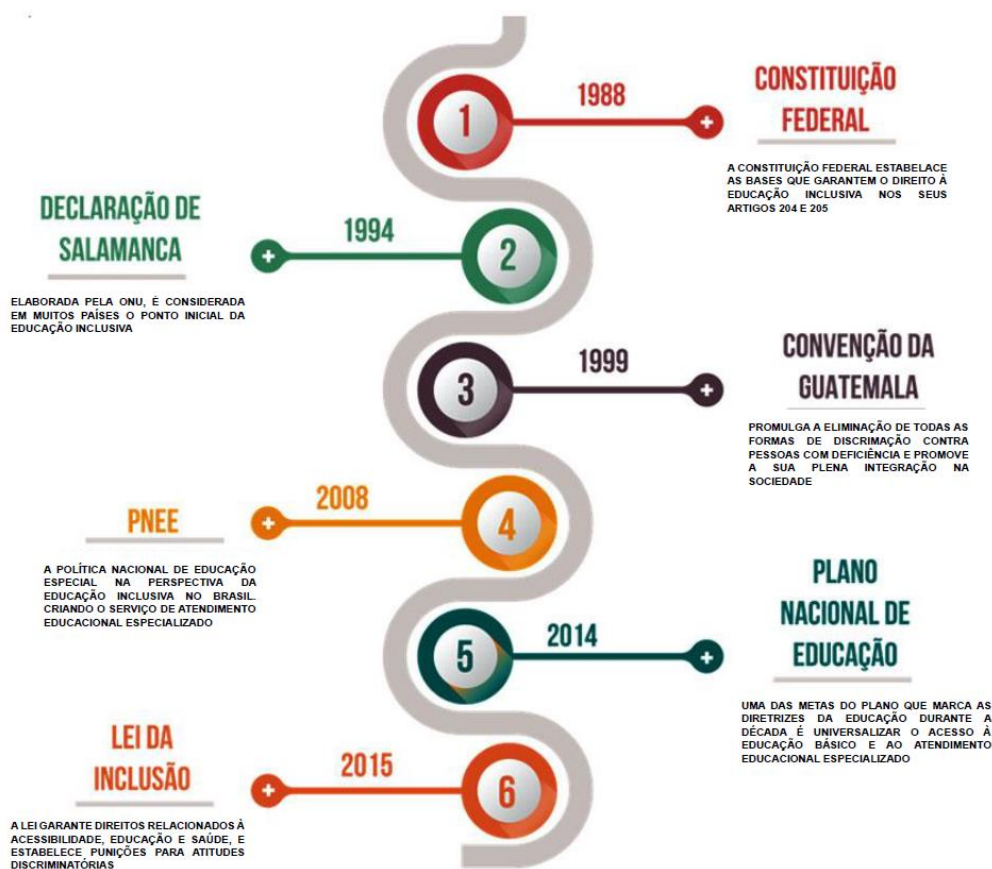 1
1988
CONSTITUIÇÃO
FEDERAL
A CONSTITUIÇÃO FEDERAL ESTABELACE
AS BASES QUE GARANTEM O DIREITO À
EDUCAÇÃO INCLUSIVA NOS SEUS
ARTIGOS 204 E 205
DECLARAÇÃO DE
SALAMANCA
1994
2
ELABORADA PELA ONU, É CONSIDERADA
EM MUITOS PAÍSES O PONTO INICIAL DA
EDUCAÇÃO INCLUSIVA
3
1999
CONVENÇÃO DA
GUATEMALA
PROMULGA A ELIMINAÇÃO DE TODAS AS
FORMAS DE DISCRIMAÇÃO CONTRA
PESSOAS COM DEFICIÊNCIA E PROMOVE
A SUA PLENA INTEGRAÇÃO NA
SOCIEDADE
PNEE
2008
4
A POLÍTICA NACIONAL DE EDUCAÇÃO
ESPECIAL NA PERSPECTIVA DA
EDUCAÇÃO INCLUSIVA NO BRASIL.
CRIANDO O SERVIÇO DE ATENDIMENTO
EDUCACIONAL ESPECIALIZADO
5
2014
PLANO
NACIONAL DE
EDUCAÇÃO
UMA DAS METAS DO PLANO QUE MARCA AS
DIRETRIZES DA EDUCAÇÃO DURANTE A
DÉCADA É UNIVERSALIZAR O ACESSO À
EDUCAÇÃO BÁSICO E AO ATENDIMENTO
EDUCACIONAL ESPECIALIZADO
LEI DA
INCLUSÃO
2015
6
A LEI GARANTE DIREITOS RELACIONADOS À
ACESSIBILIDADE, EDUCAÇÃO E SAÚDE, E
ESTABELECE PUNIÇÕES PARA ATITUDES
DISCRIMINATÓRIAS